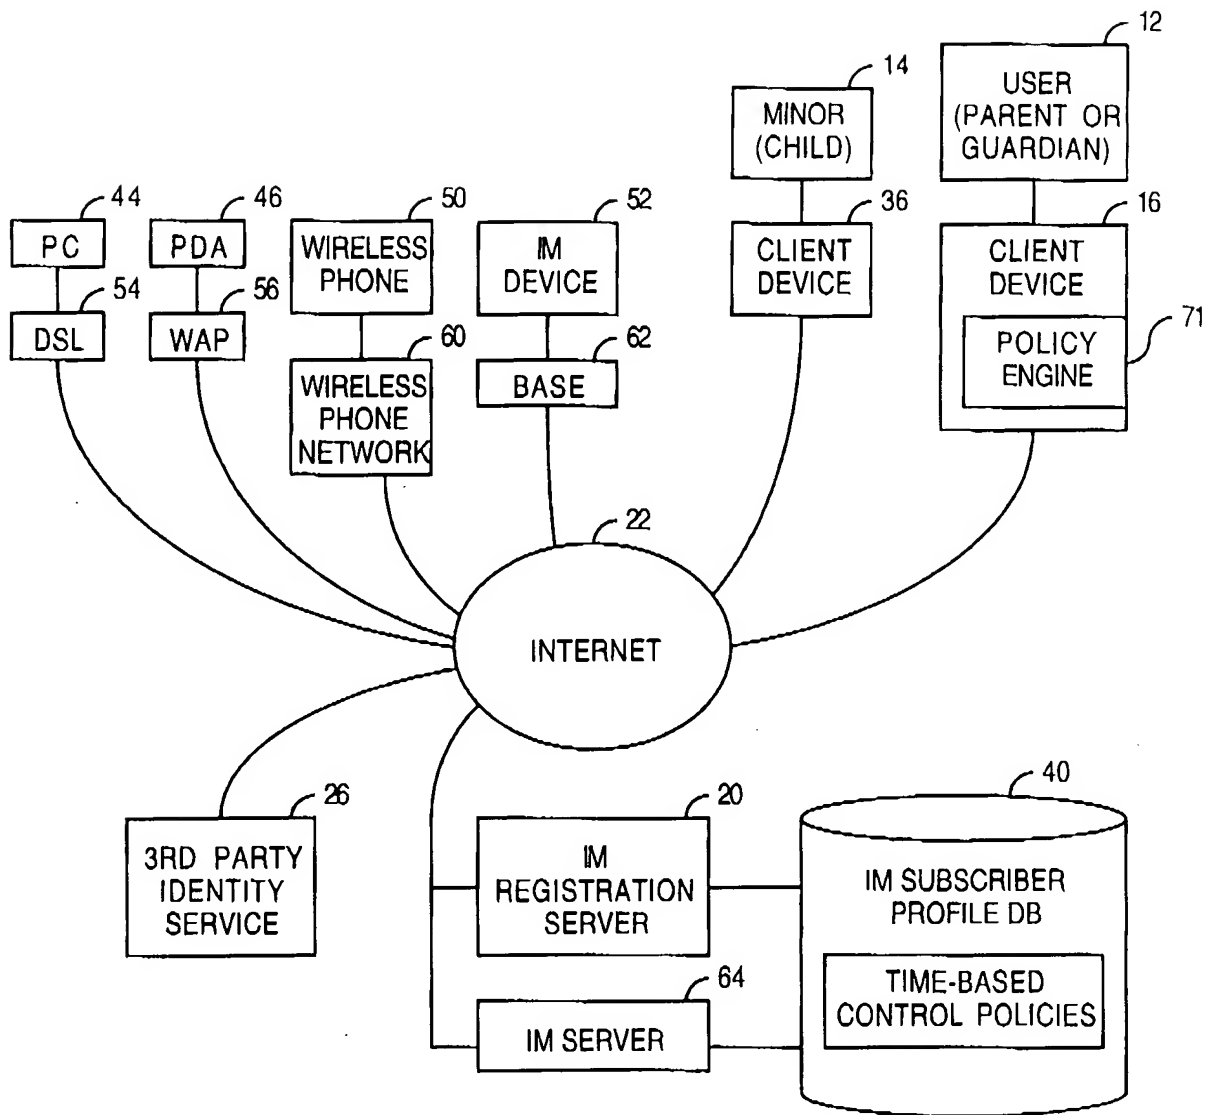 12
14
USER
(PARENT OR
GUARDIAN)
MINOR
(CHILD)
44
46
50
52
36
16
PC
PDA
WIRELESS
PHONE
IM
DEVICE
CLIENT
DEVICE
CLIENT
DEVICE
54
56
60
62
71
DSL
WAP
WIRELESS
PHONE
NETWORK
BASE
POLICY
ENGINE
22
INTERNET
26
3RD PARTY
IDENTITY
SERVICE
20
IM
REGISTRATION
SERVER
40
IM SUBSCRIBER
PROFILE DB
TIME-BASED
CONTROL POLICIES
64
IM SERVER